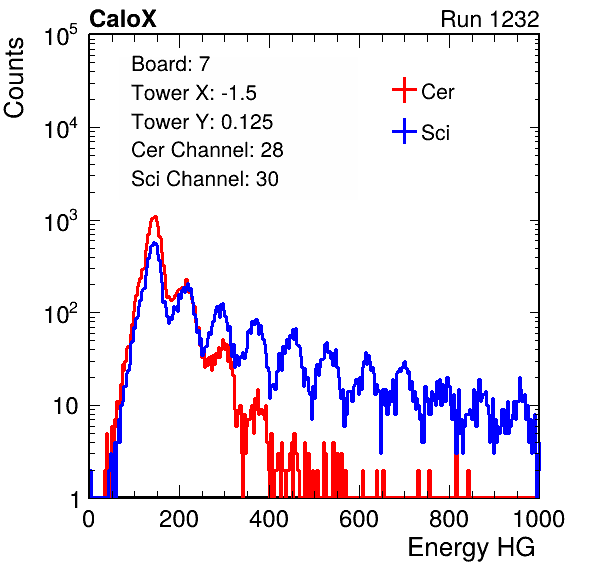 CaloX Run 1232
Counts
10^5
10^4
10^3
10^2
10
1
Board: 7
Tower X: -1.5
Tower Y: 0.125
Cer Channel: 28
Sci Channel: 30
Cer
Sci
0 200 400 600 800 1000
Energy HG